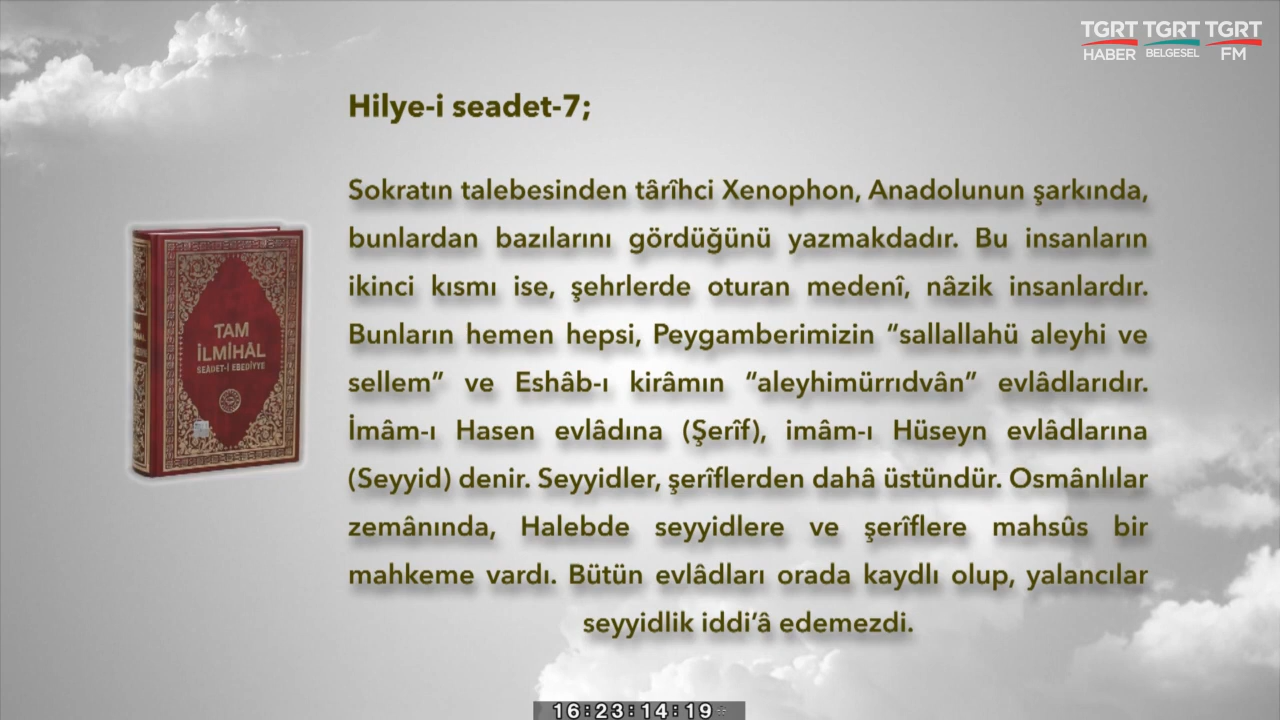 TGRT TGRT TGRT
HABER BELGESEL FM
Hilye-i seadet-7;
Sokratın talebesinden târîhci Xenophon, Anadolunun şarkında,
bunlardan bazılarını gördüğünü yazmakdadır. Bu insanların
ikinci kısmı ise, şehrlerde oturan medenî, nâzik insanlardır.
Bunların hemen hepsi, Peygamberimizin “sallallahü aleyhi ve
sellem” ve Eshâb-ı kirâmın “aleyhimürrıdvân” evlâdlarıdır.
İmâm-ı Hasen evlâdına (Şerîf), imâm-ı Hüseyn evlâdlarına
(Seyyid) denir. Seyyidler, şerîflerden dahâ üstündür. Osmânlılar
zemânında, Halebde seyyidlere ve şerîflere mahsûs bir
mahkeme vardı. Bütün evlâdları orada kaydlı olup, yalancılar
seyyidlik iddi’â edemezdi.
TAM
İLMİHÂL
SEÂDET-İ EBEDİYYE
16:23:14:19